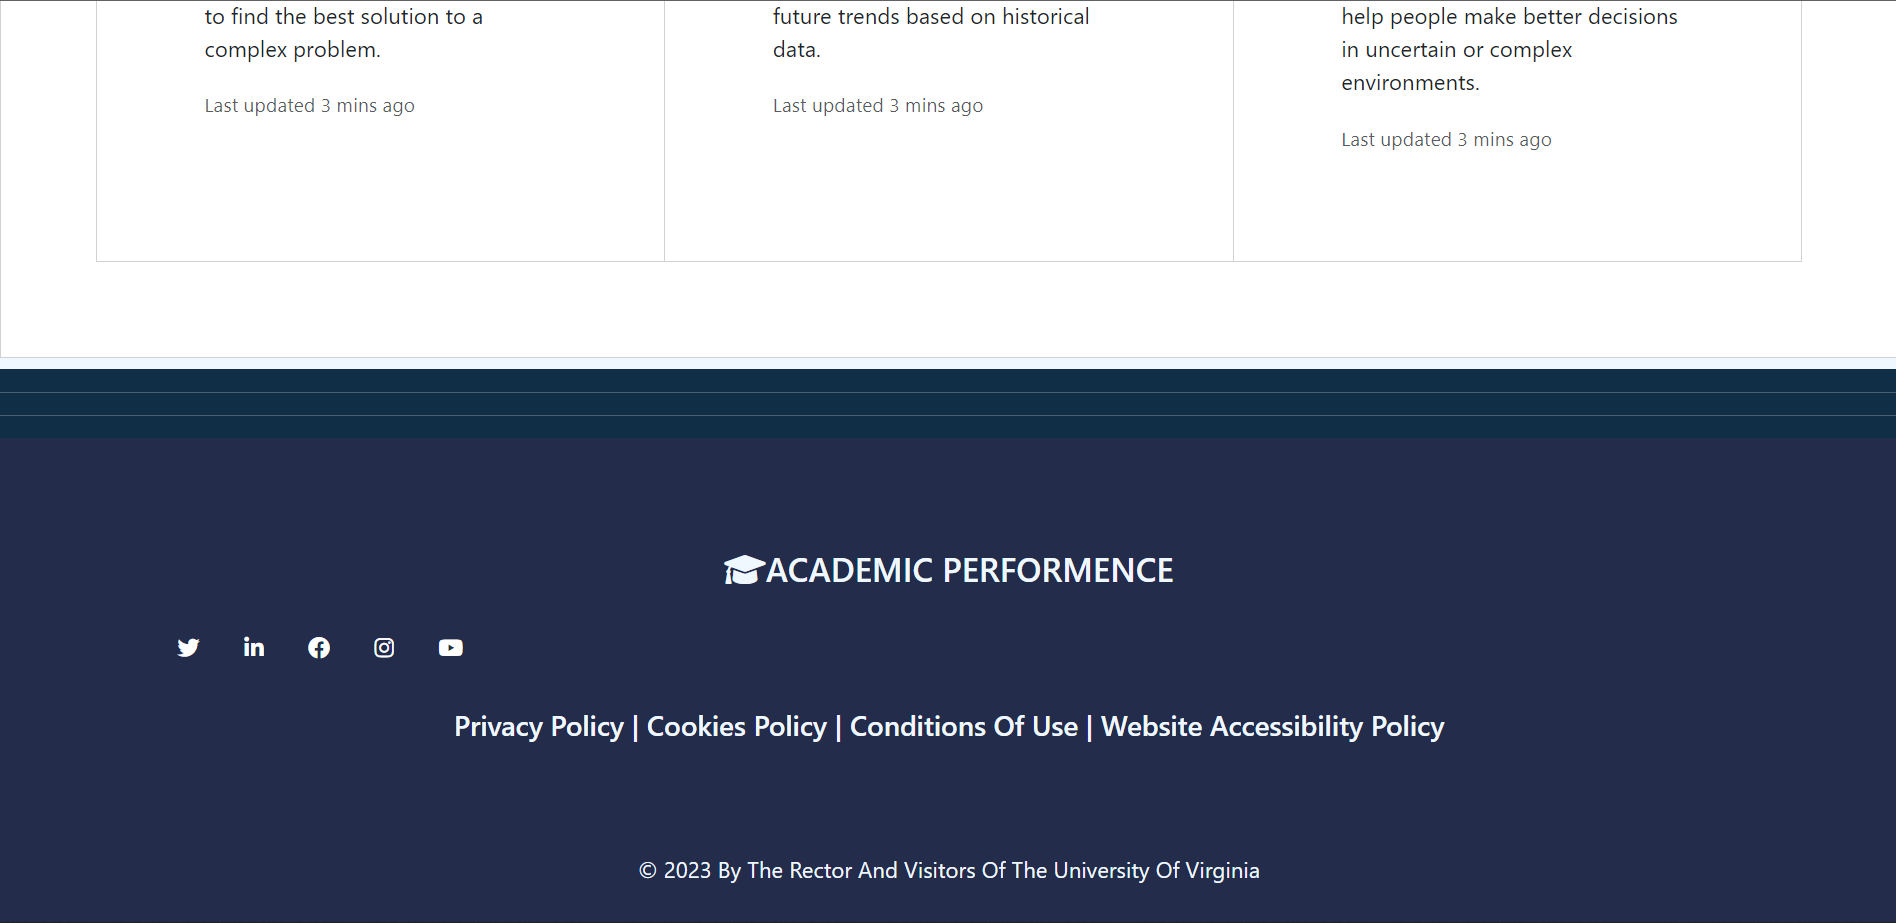 to find the best solution to a
complex problem.
Last updated 3 mins ago
future trends based on historical
data.
Last updated 3 mins ago
help people make better decisions
in uncertain or complex
environments.
Last updated 3 mins ago
ACADEMIC PERFORMENCE
Privacy Policy | Cookies Policy | Conditions Of Use | Website Accessibility Policy
© 2023 By The Rector And Visitors Of The University Of Virginia